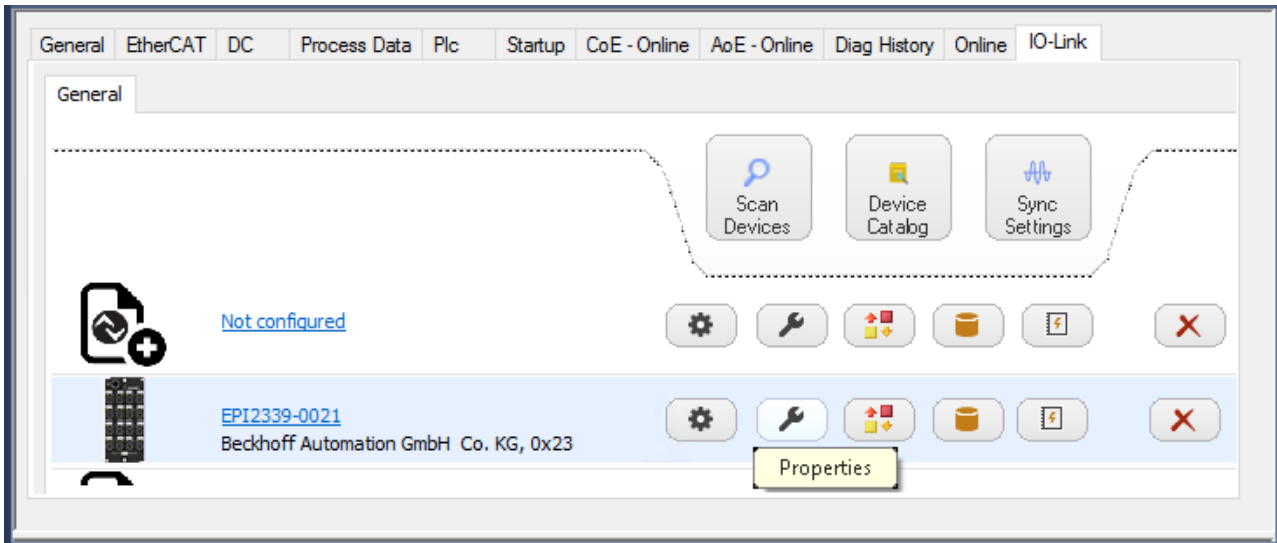 General EtherCAT DC Process Data Plc Startup CoE - Online AoE - Online Diag History Online IO-Link
General
Scan Devices
Device Catalog
Sync Settings
Not configured
EPI2339-0021
Beckhoff Automation GmbH Co. KG, 0x23
Properties